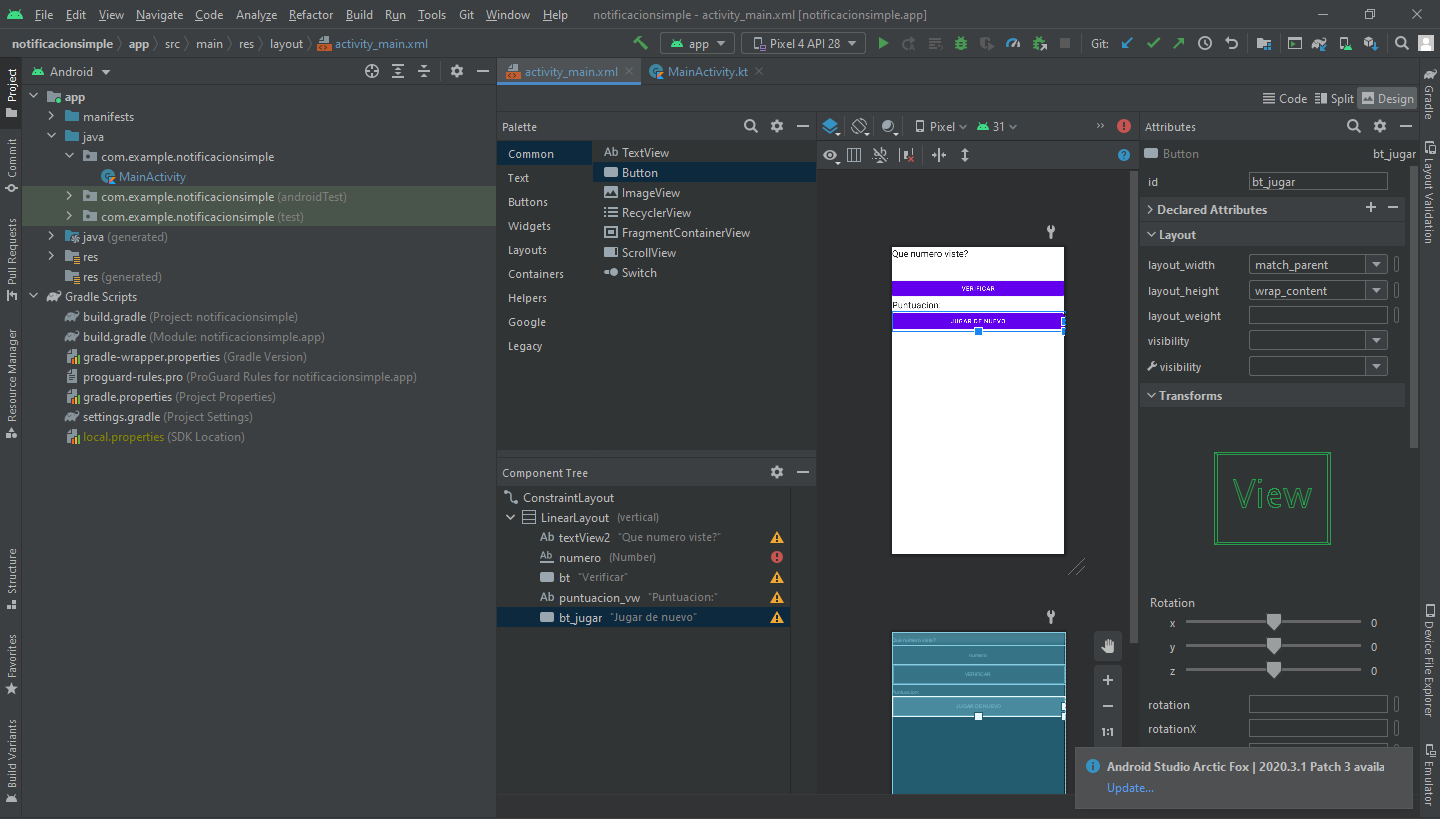 File Edit View Navigate Code Analyze Refactor Build Run Tools Git Window Help notificacionsimple - activity_main.xml [notificacionsimple.app]
notificacionsimple app src main res layout activity_main.xml app Pixel 4 API 28 Git:
Project
Commit
Pull Requests
Resource Manager
Structure
Favorites
Build Variants
Android
app
manifests
java
com.example.notificacionsimple
MainActivity
com.example.notificacionsimple (androidTest)
com.example.notificacionsimple (test)
java (generated)
res
res (generated)
Gradle Scripts
build.gradle (Project: notificacionsimple)
build.gradle (Module: notificacionsimple.app)
gradle-wrapper.properties (Gradle Version)
proguard-rules.pro (ProGuard Rules for notificacionsimple.app)
gradle.properties (Project Properties)
settings.gradle (Project Settings)
local.properties (SDK Location)
activity_main.xml MainActivity.kt
Code Split Design
Palette
Common
Text
Buttons
Widgets
Layouts
Containers
Helpers
Google
Legacy
Ab TextView
Button
ImageView
RecyclerView
FragmentContainerView
ScrollView
Switch
Component Tree
ConstraintLayout
LinearLayout (vertical)
Ab textView2 "Que numero viste?"
Ab numero (Number)
bt "Verificar"
Ab puntuacion_vw "Puntuacion:"
bt_jugar "Jugar de nuevo"
Pixel 31
Que numero viste?
VERIFICAR
Puntuacion:
JUGAR DE NUEVO
Que numero viste?
numero
VERIFICAR
Puntuacion:
JUGAR DE NUEVO
1:1
Attributes
Button bt_jugar
id bt_jugar
Declared Attributes
Layout
layout_width match_parent
layout_height wrap_content
layout_weight
visibility
visibility
Transforms
View
Rotation
x 0
y 0
z 0
rotation
rotationX
Android Studio Arctic Fox | 2020.3.1 Patch 3 availa
Update...
Gradle
Layout Validation
Device File Explorer
Emulator